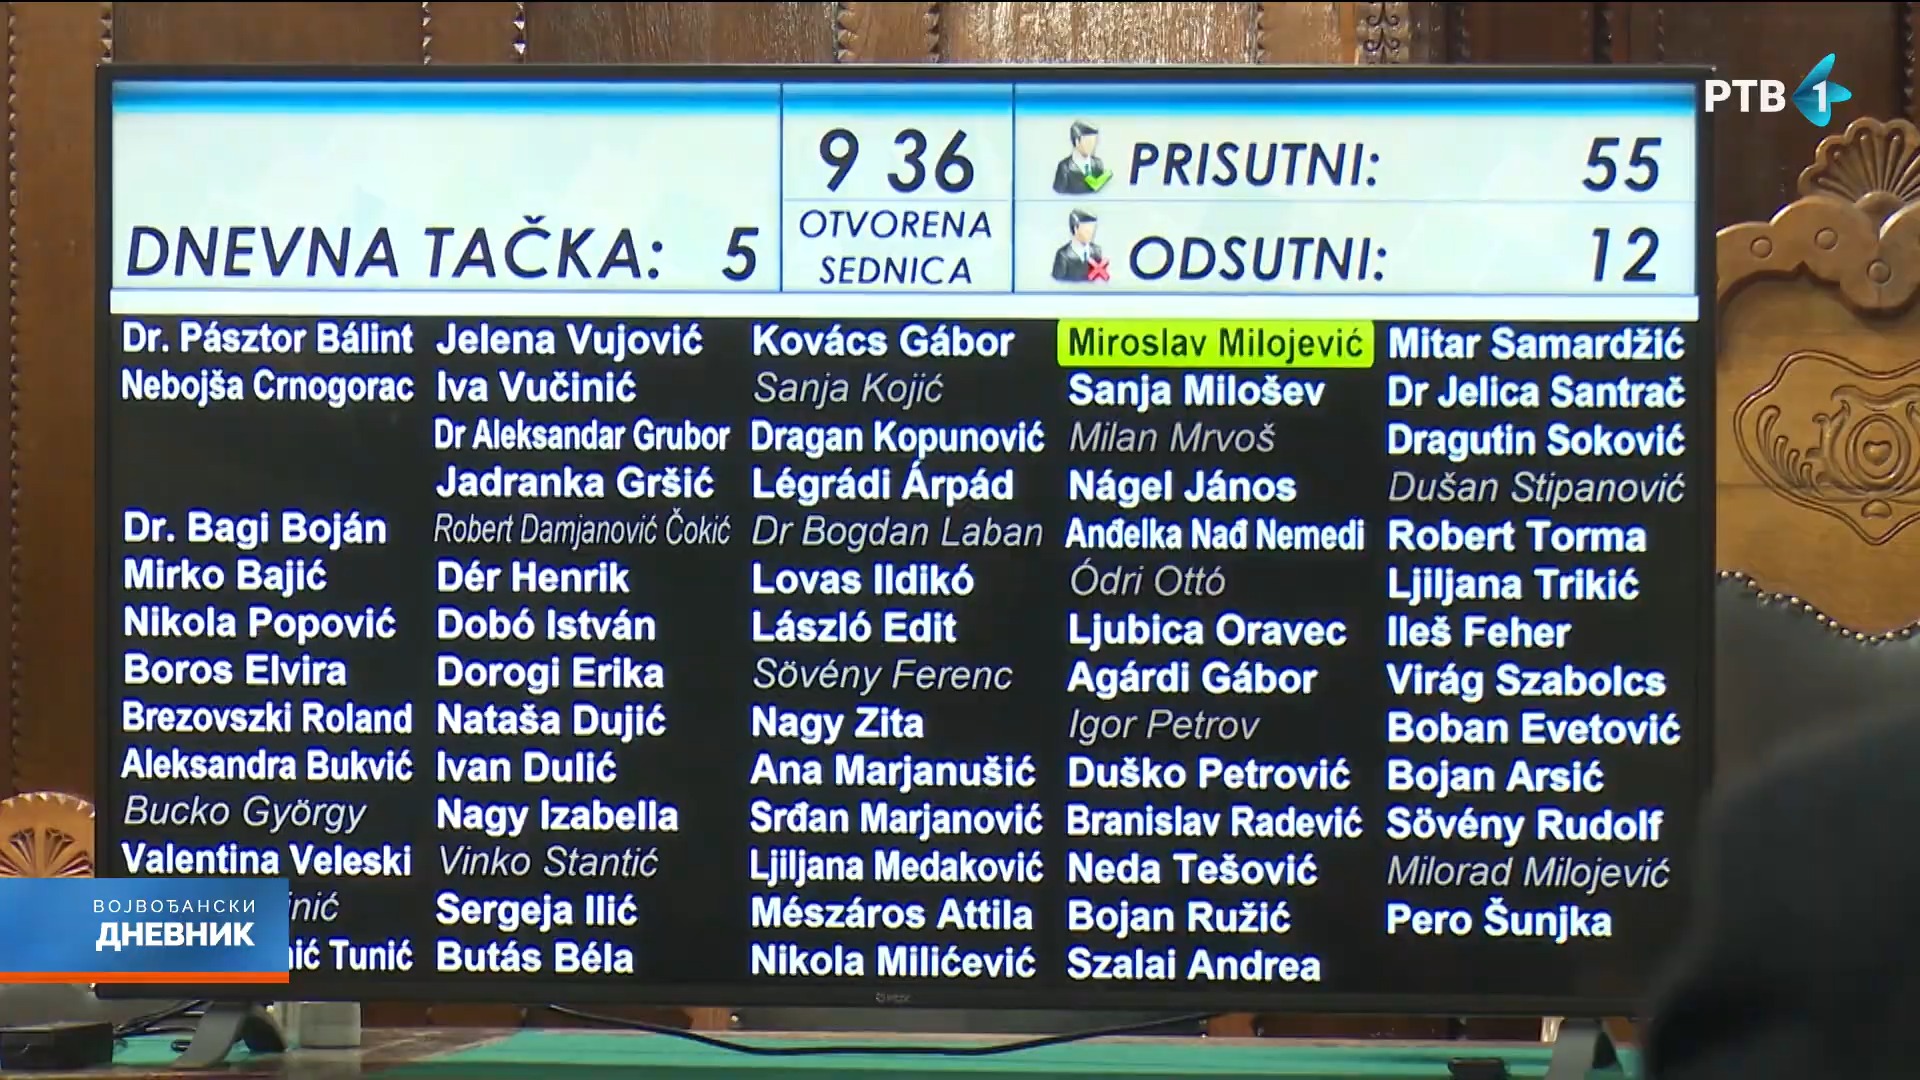 РТВ 1
DNEVNA TAČKA: 5
9 36
OTVORENA
SEDNICA
PRISUTNI: 55
ODSUTNI: 12
Dr. Pásztor Bálint
Nebojša Crnogorac
Dr. Bagi Boján
Mirko Bajić
Nikola Popović
Boros Elvira
Brezovszki Roland
Aleksandra Bukvić
Bucko György
Valentina Veleski
Tunić
Jelena Vujović
Iva Vučinić
Dr Aleksandar Grubor
Jadranka Gršić
Robert Damjanović Čokić
Dér Henrik
Dobó István
Dorogi Erika
Nataša Dujić
Ivan Dulić
Nagy Izabella
Vinko Stantić
Sergeja Ilić
Butás Béla
Kovács Gábor
Sanja Kojić
Dragan Kopunović
Légrádi Árpád
Dr Bogdan Laban
Lovas Ildikó
László Edit
Sövény Ferenc
Nagy Zita
Ana Marjanušić
Srđan Marjanović
Ljiljana Medaković
Mészáros Attila
Nikola Milićević
Miroslav Milojević
Sanja Milošev
Milan Mrvoš
Nágel János
Anđelka Nađ Nemedi
Ódri Ottó
Ljubica Oravec
Agárdi Gábor
Igor Petrov
Duško Petrović
Branislav Radević
Neda Tešović
Bojan Ružić
Szalai Andrea
Mitar Samardžić
Dr Jelica Santrač
Dragutin Soković
Dušan Stipanović
Robert Torma
Ljiljana Trikić
Ileš Feher
Virág Szabolcs
Boban Evetović
Bojan Arsić
Sövény Rudolf
Milorad Milojević
Pero Šunjka
ВОЈВОЂАНСКИ
ДНЕВНИК